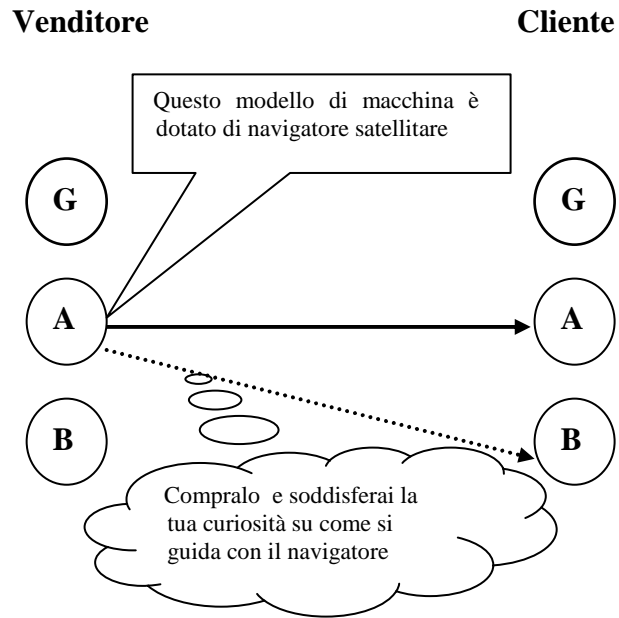 Venditore Cliente
Questo modello di macchina è
dotato di navigatore satellitare
G G
A A
B B
Compralo e soddisferai la
tua curiosità su come si
guida con il navigatore